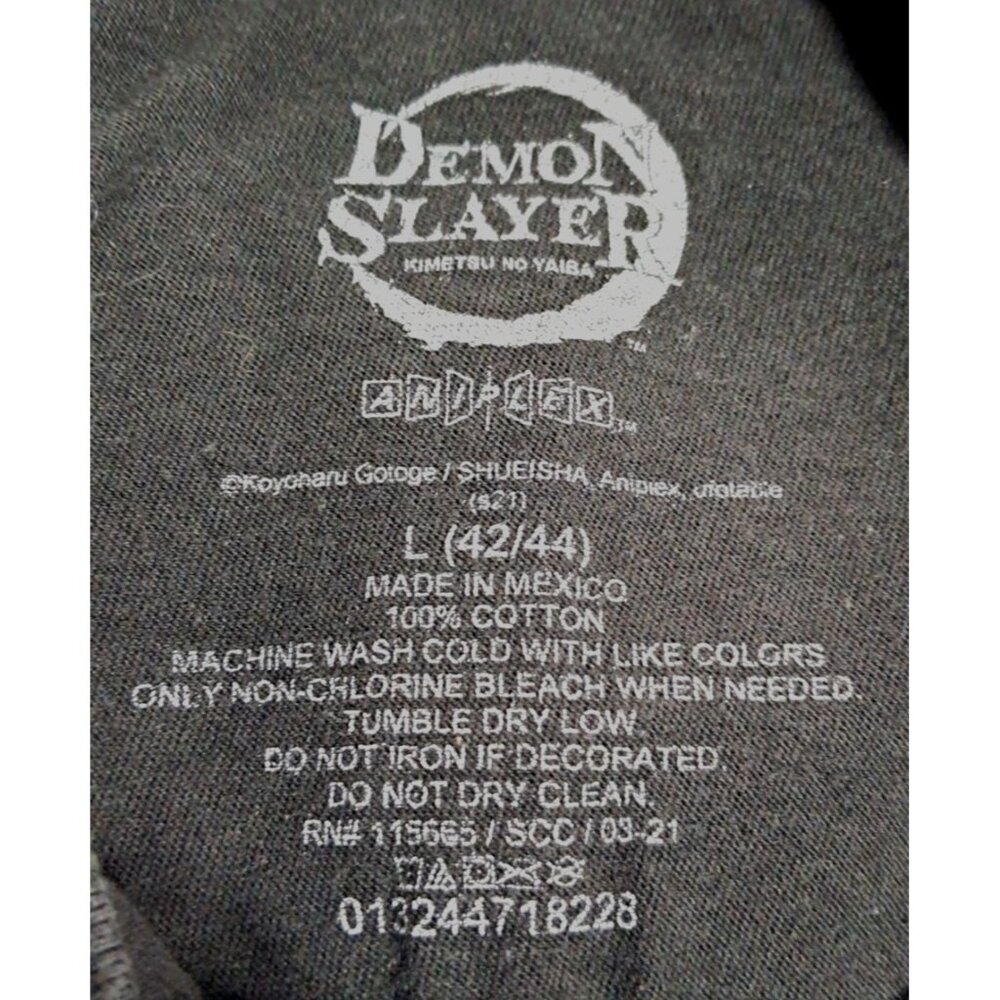 DEMON
SLAYER
KIMETSU NO YAIBA
TM
ANIPLEX TM
©Koyoharu Gotoge / SHUEISHA, Aniplex, ufotable
(s21)
L (42/44)
MADE IN MEXICO
100% COTTON
MACHINE WASH COLD WITH LIKE COLORS
ONLY NON-CHLORINE BLEACH WHEN NEEDED.
TUMBLE DRY LOW.
DO NOT IRON IF DECORATED.
DO NOT DRY CLEAN.
RN# 115665 / SCC / 03-21
013244718228